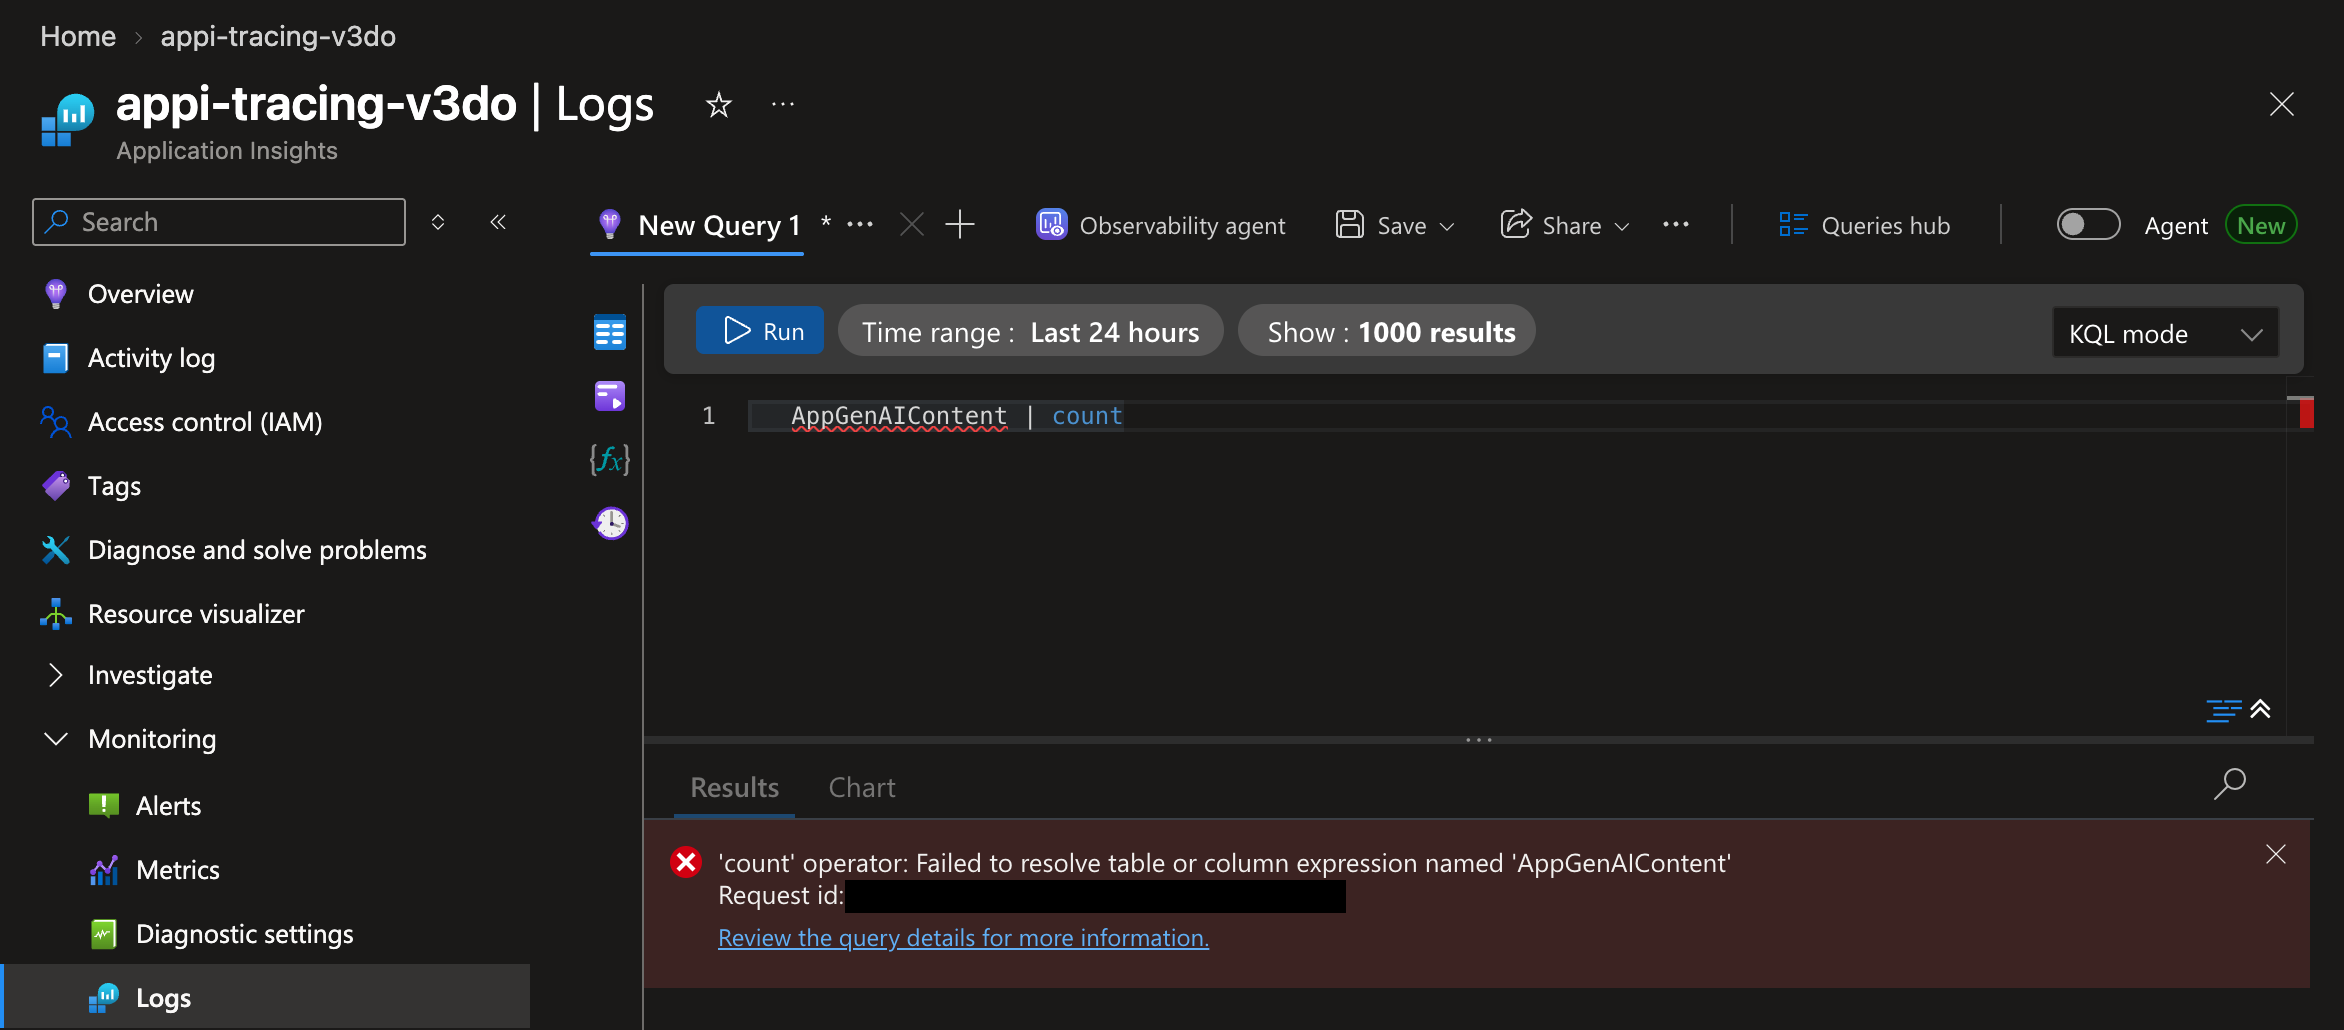 Home > appi-tracing-v3do
appi-tracing-v3do | Logs
Application Insights
Search
New Query 1 *
Observability agent
Save
Share
Queries hub
Agent
New
Overview
Activity log
Access control (IAM)
Tags
Diagnose and solve problems
Resource visualizer
Investigate
Monitoring
Alerts
Metrics
Diagnostic settings
Logs
{fx}
Run
Time range : Last 24 hours
Show : 1000 results
KQL mode
1 AppGenAIContent | count
Results
Chart
'count' operator: Failed to resolve table or column expression named 'AppGenAIContent'
Request id:
Review the query details for more information.